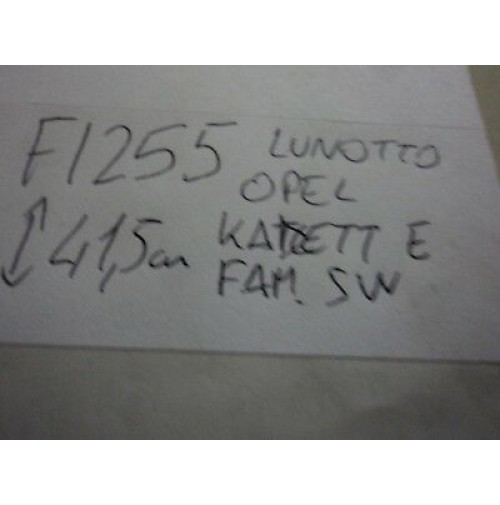 F1255 LUNOTTO
OPEL
↕ 41,5cm KADETT E
FAM. SW